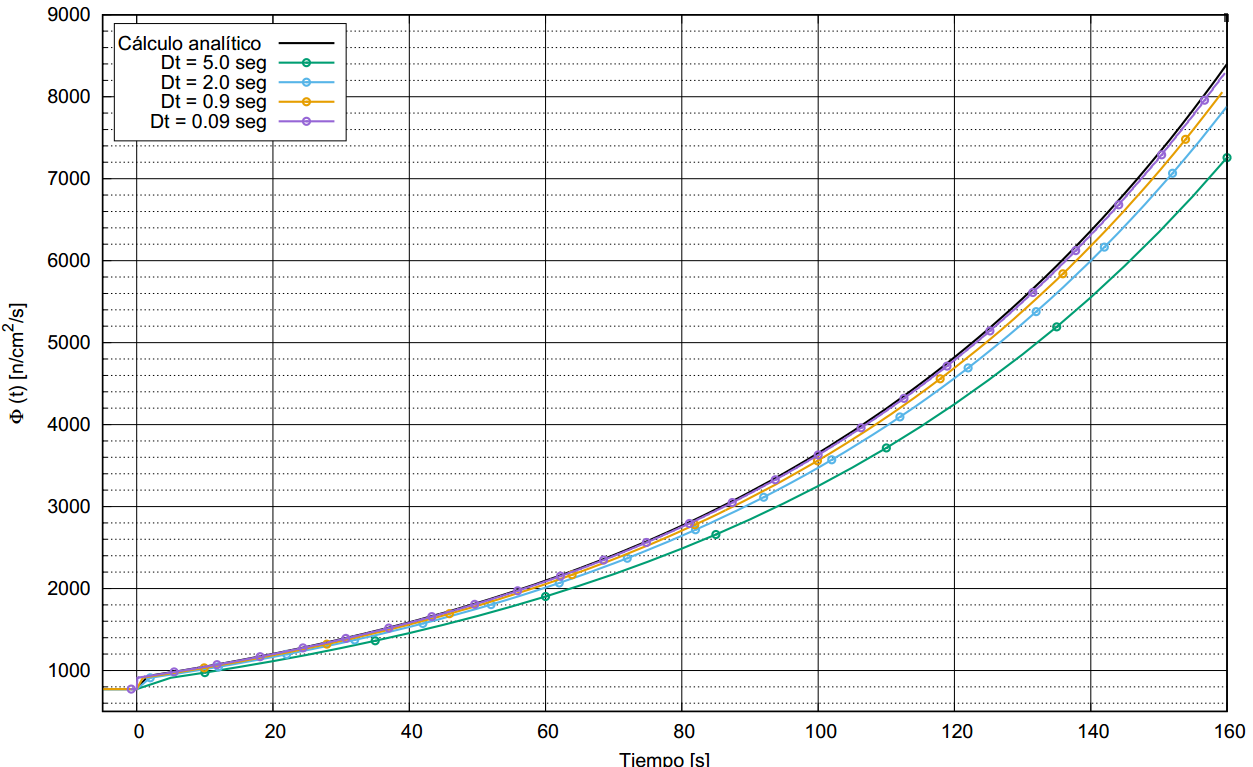 9000
8000
7000
6000
5000
4000
3000
2000
1000
Cálculo analítico
Dt = 5.0 seg
Dt = 2.0 seg
Dt = 0.9 seg
Dt = 0.09 seg
Φ (t) [n/cm²/s]
0 20 40 60 80 100 120 140 160
Tiempo [s]